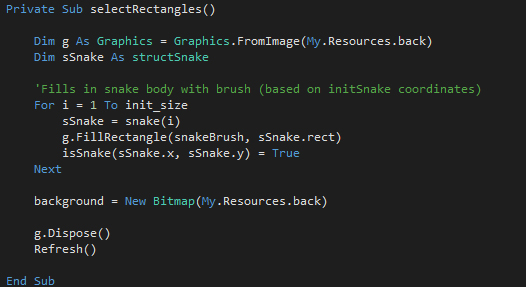 Private Sub selectRectangles()
Dim g As Graphics = Graphics.FromImage(My.Resources.back)
Dim sSnake As structSnake
'Fills in snake body with brush (based on initSnake coordinates)
For i = 1 To init_size
sSnake = snake(i)
g.FillRectangle(snakeBrush, sSnake.rect)
isSnake(sSnake.x, sSnake.y) = True
Next
background = New Bitmap(My.Resources.back)
g.Dispose()
Refresh()
End Sub